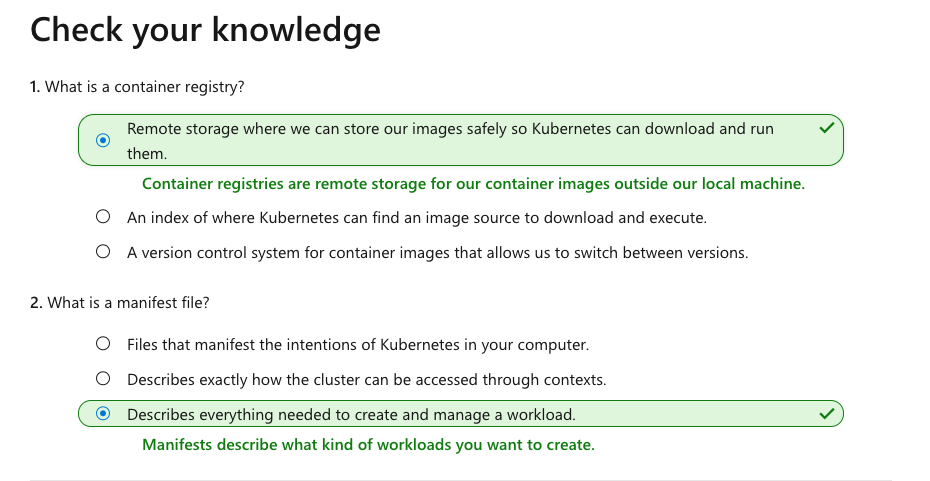 Check your knowledge
1. What is a container registry?
Remote storage where we can store our images safely so Kubernetes can download and run
them.
Container registries are remote storage for our container images outside our local machine.
An index of where Kubernetes can find an image source to download and execute.
A version control system for container images that allows us to switch between versions.
2. What is a manifest file?
Files that manifest the intentions of Kubernetes in your computer.
Describes exactly how the cluster can be accessed through contexts.
Describes everything needed to create and manage a workload.
Manifests describe what kind of workloads you want to create.